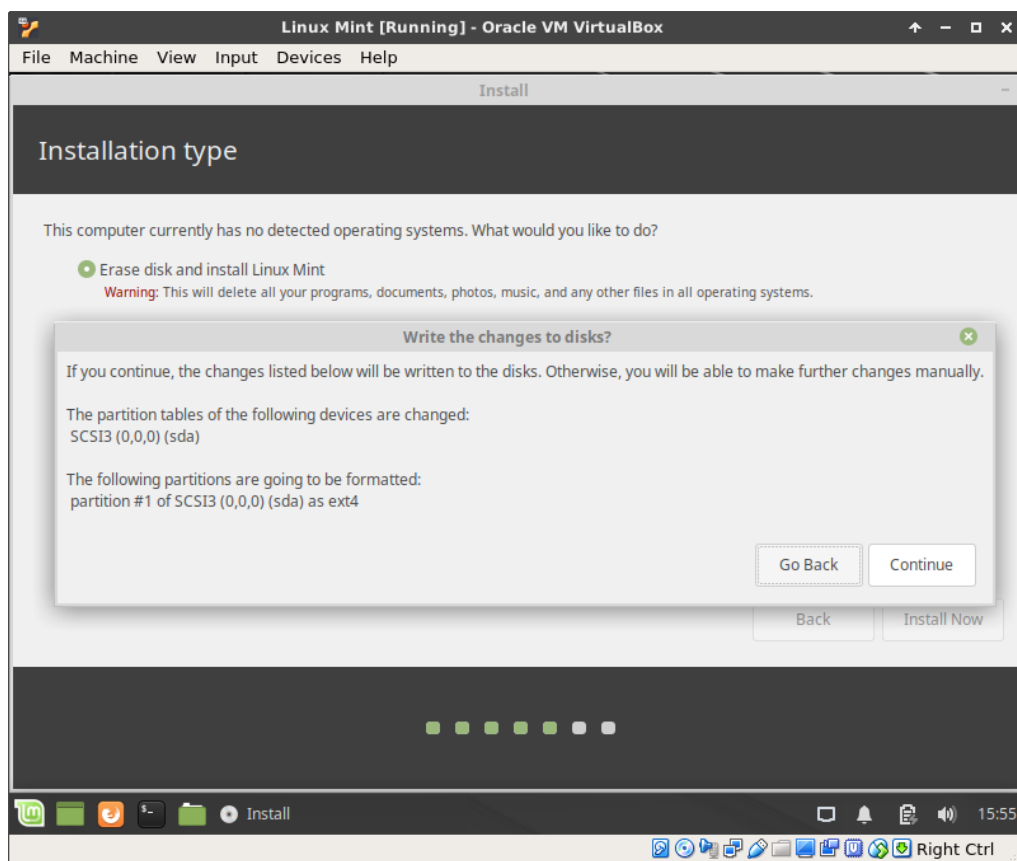 Linux Mint [Running] - Oracle VM VirtualBox
File Machine View Input Devices Help
Install
Installation type
This computer currently has no detected operating systems. What would you like to do?
Erase disk and install Linux Mint
Warning: This will delete all your programs, documents, photos, music, and any other files in all operating systems.
Write the changes to disks?
If you continue, the changes listed below will be written to the disks. Otherwise, you will be able to make further changes manually.
The partition tables of the following devices are changed:
SCSI3 (0,0,0) (sda)
The following partitions are going to be formatted:
partition #1 of SCSI3 (0,0,0) (sda) as ext4
Go Back Continue
Back Install Now
Install 15:55
Right Ctrl